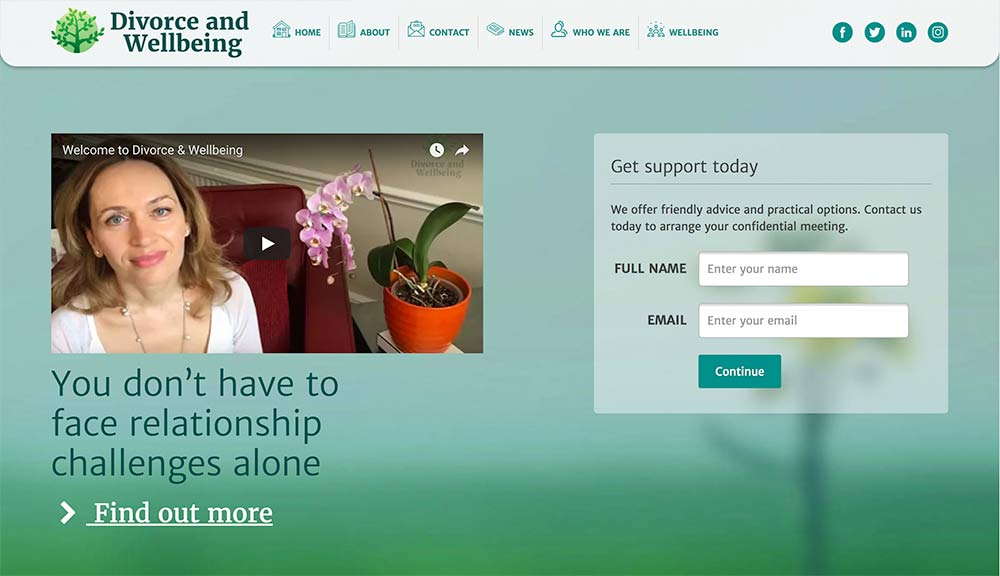 Divorce and
Wellbeing
HOME
ABOUT
CONTACT
NEWS
WHO WE ARE
WELLBEING
Welcome to Divorce & Wellbeing
Divorce and
Wellbeing
You don’t have to
face relationship
challenges alone
Find out more
Get support today
We offer friendly advice and practical options. Contact us
today to arrange your confidential meeting.
FULL NAME
Enter your name
EMAIL
Enter your email
Continue